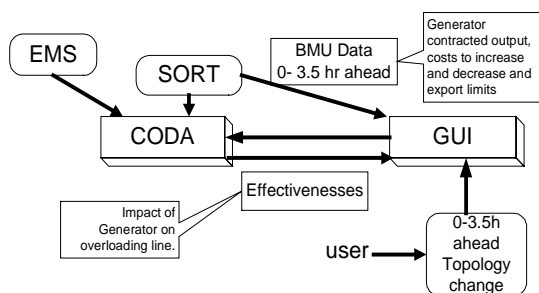 EMS
SORT
BMU Data
0- 3.5 hr ahead
Generator
contracted output,
costs to increase
and decrease and
export limits
CODA
GUI
Effectivenesses
Impact of
Generator on
overloading line.
user
0-3.5h
ahead
Topology
change